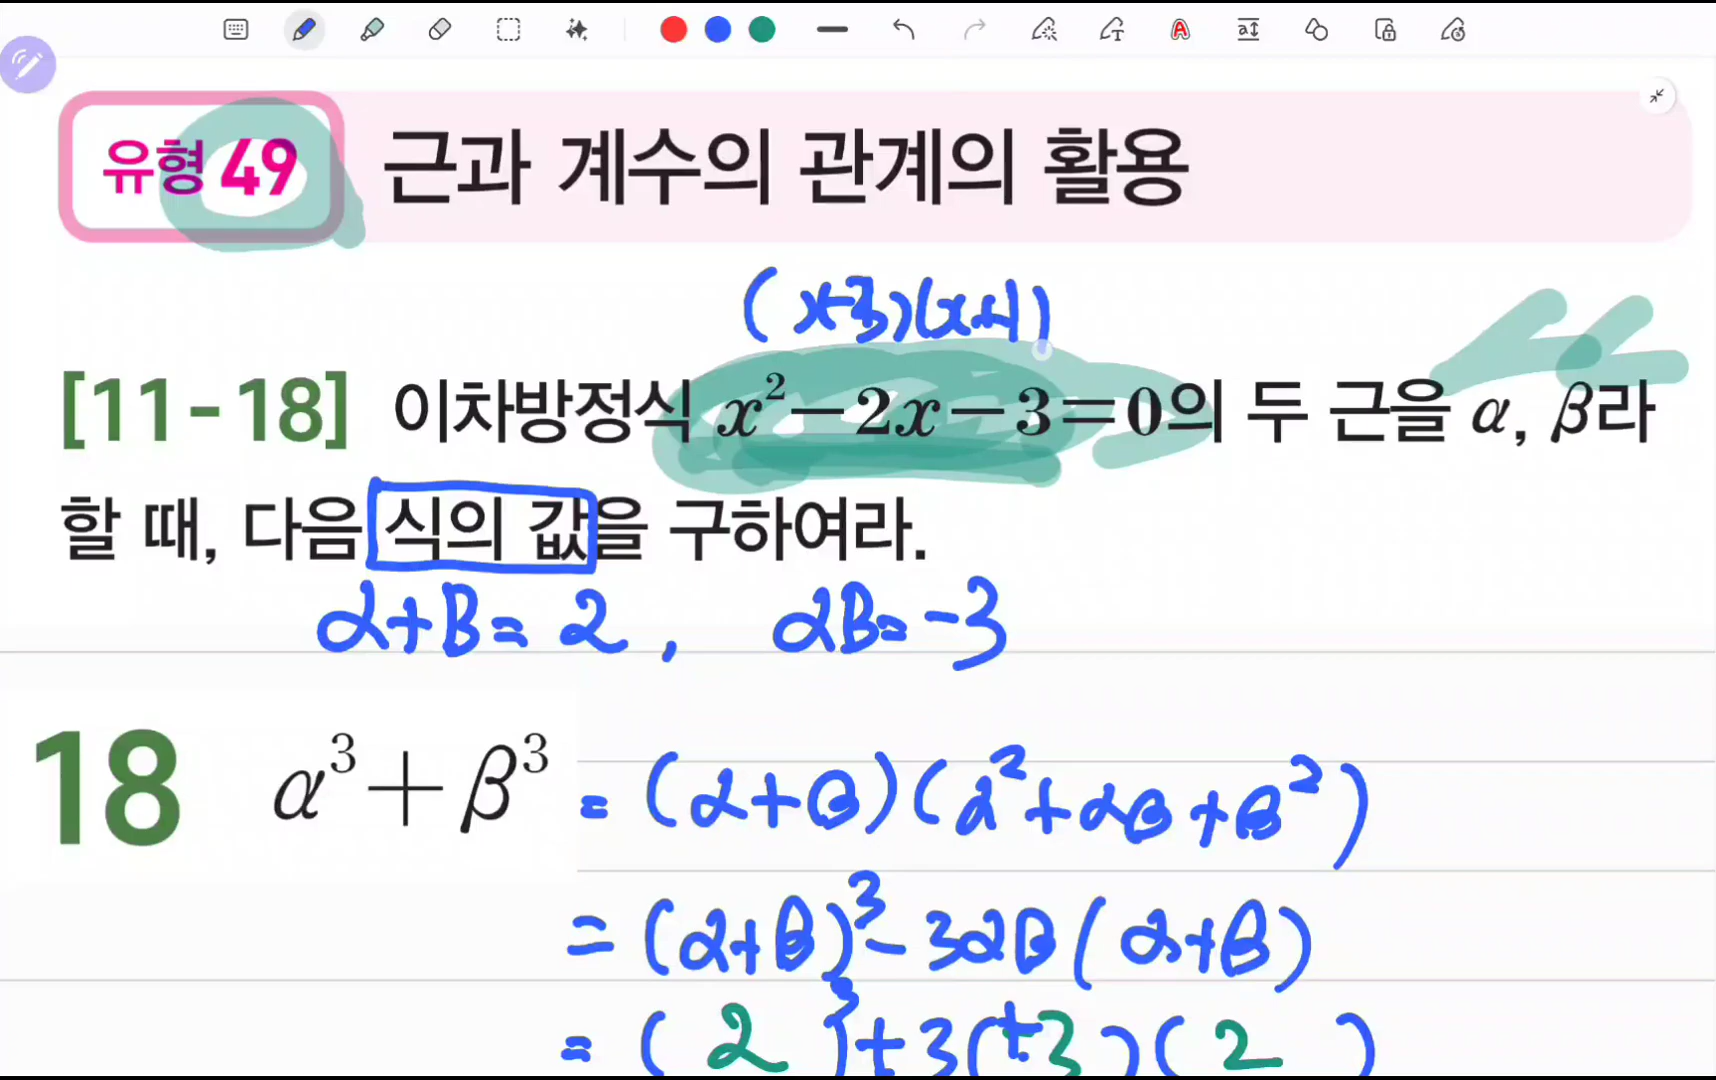 유형 49 근과 계수의 관계의 활용
(x-3)(x+1)
[11-18] 이차방정식 x²-2x-3=0의 두 근을 α, β라
할 때, 다음 식의 값을 구하여라.
α+β=2, αβ=-3
18 α³+β³ =(α+β)(α²+αβ+β²)
=(α+β)³-3αβ(α+β)
=(2)³+3(+3)(2)